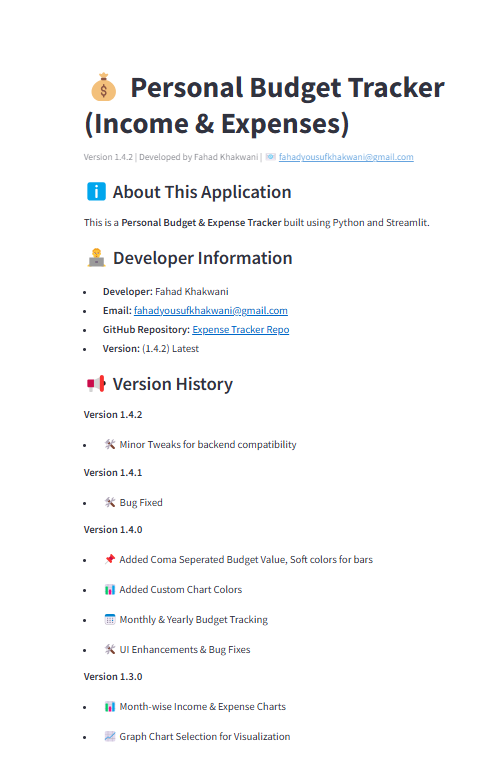 Personal Budget Tracker
(Income & Expenses)
Version 1.4.2 | Developed by Fahad Khakwani | fahadyousufkhakwani@gmail.com
About This Application
This is a Personal Budget & Expense Tracker built using Python and Streamlit.
Developer Information
• Developer: Fahad Khakwani
• Email: fahadyousufkhakwani@gmail.com
• GitHub Repository: Expense Tracker Repo
• Version: (1.4.2) Latest
Version History
Version 1.4.2
• Minor Tweaks for backend compatibility
Version 1.4.1
• Bug Fixed
Version 1.4.0
• Added Coma Seperated Budget Value, Soft colors for bars
• Added Custom Chart Colors
• Monthly & Yearly Budget Tracking
• UI Enhancements & Bug Fixes
Version 1.3.0
• Month-wise Income & Expense Charts
• Graph Chart Selection for Visualization